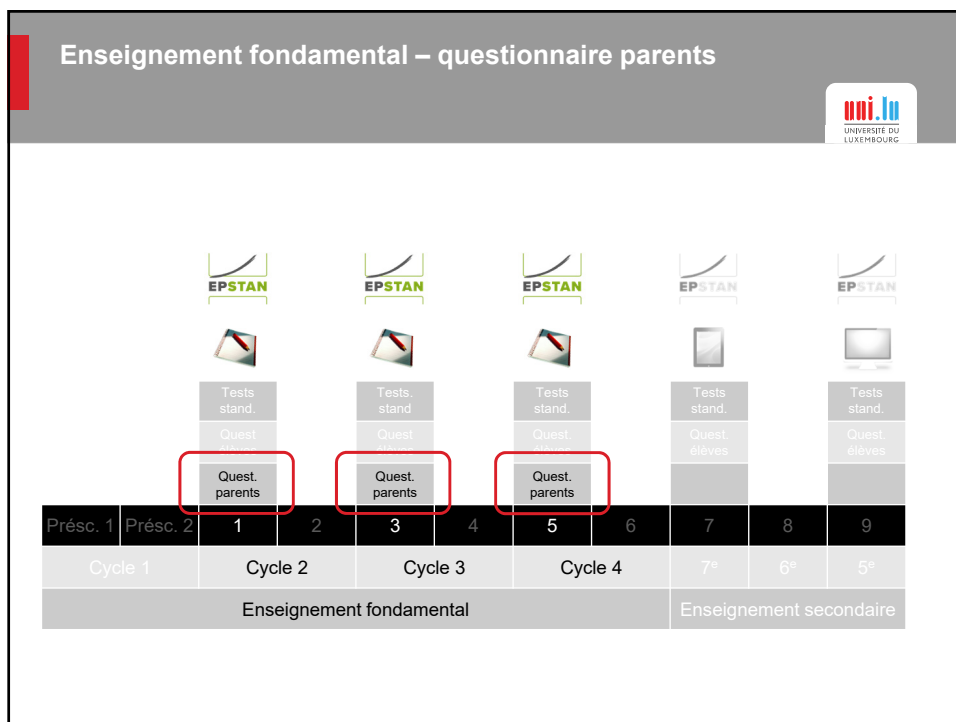 Enseignement fondamental – questionnaire parents
uni.lu
UNIVERSITÉ DU
LUXEMBOURG
EPSTAN EPSTAN EPSTAN EPSTAN EPSTAN
Tests Tests. Tests Tests Tests
stand. stand stand. stand. stand.
Quest Quest Quest. Quest. Quest.
élèves élèves élèves élèves élèves
Quest. Quest. Quest.
parents parents parents
Présc. 1 Présc. 2 1 2 3 4 5 6 7 8 9
Cycle 1 Cycle 2 Cycle 3 Cycle 4 7e 6e 5e
Enseignement fondamental Enseignement secondaire